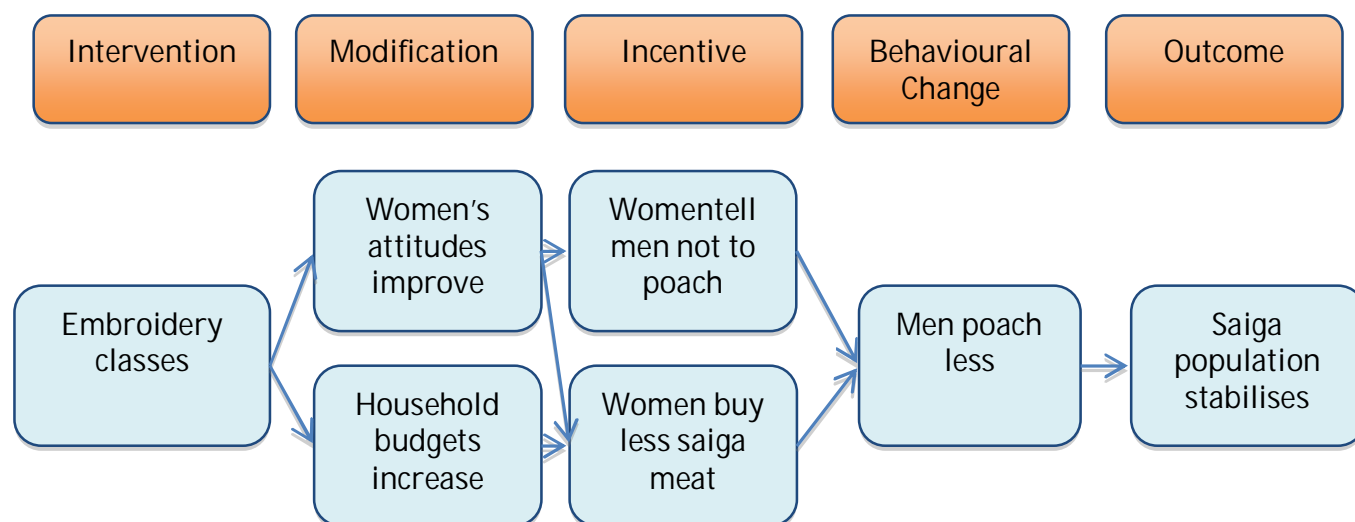 Intervention
Modification
Incentive
Behavioural
Change
Outcome
Women's
attitudes
improve
Womentell
men not to
poach
Embroidery
classes
Men poach
less
Saiga
population
stabilises
Household
budgets
increase
Women buy
less saiga
meat